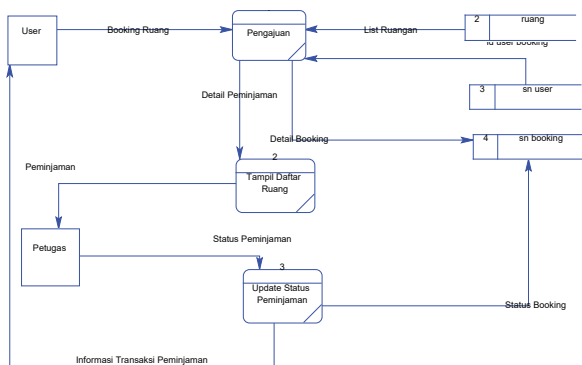 User
Booking Ruang
Pengajuan
List Ruangan
2 ruang
id user booking
3 sn user
Detail Peminjaman
Detail Booking
4 sn booking
2
Tampil Daftar
Ruang
Peminjaman
Petugas
Status Peminjaman
3
Update Status
Peminjaman
Status Booking
Informasi Transaksi Peminjaman